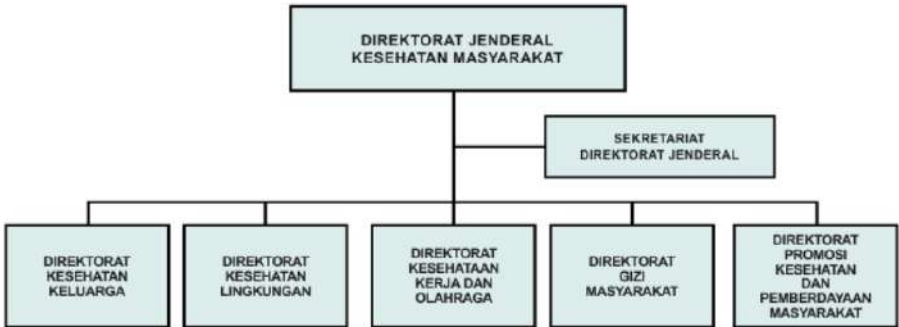 DIREKTORAT JENDERAL
KESEHATAN MASYARAKAT
SEKRETARIAT
DIREKTORAT JENDERAL
DIREKTORAT
KESEHATAN
KELUARGA
DIREKTORAT
KESEHATAN
LINGKUNGAN
DIREKTORAT
KESEHATAAN
KERJA DAN
OLAHRAGA
DIREKTORAT
GIZI
MASYARAKAT
DIREKTORAT
PROMOSI
KESEHATAN
DAN
PEMBERDAYAAN
MASYARAKAT